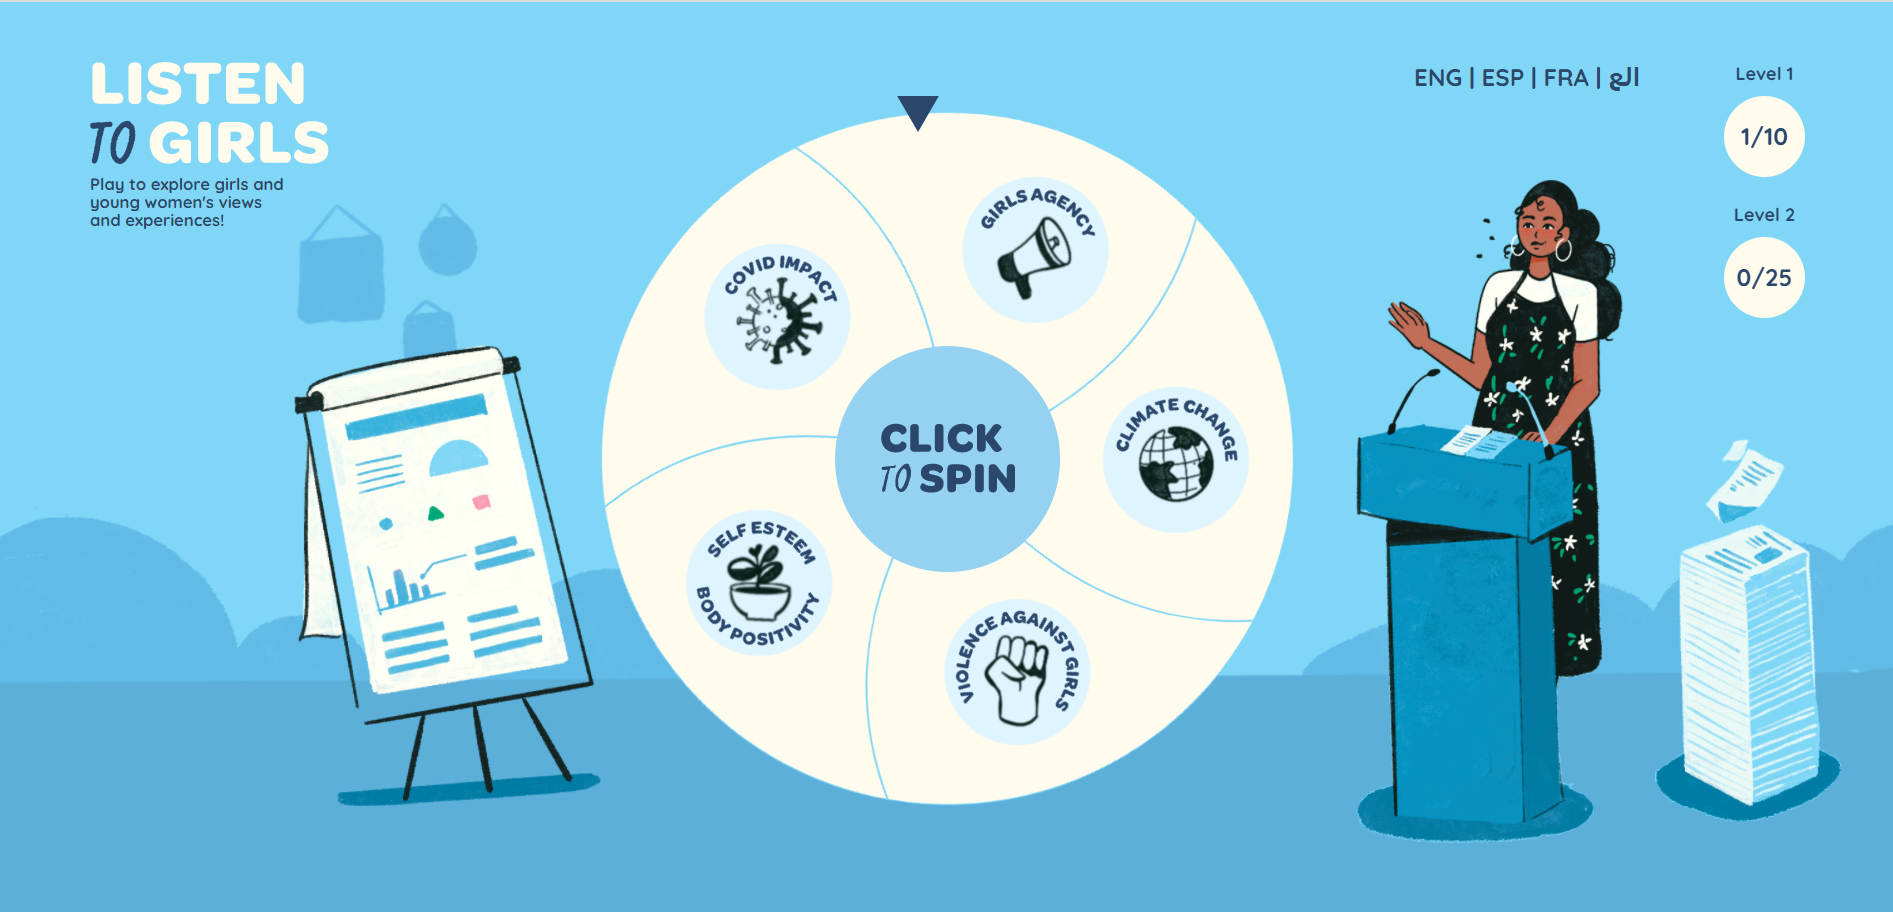 LISTEN
TO GIRLS
Play to explore girls and
young women's views
and experiences!
ENG | ESP | FRA | الع
Level 1
1/10
Level 2
0/25
GIRLS AGENCY
COVID IMPACT
CLIMATE CHANGE
CLICK
TO SPIN
SELF ESTEEM
BODY POSITIVITY
VIOLENCE AGAINST GIRLS